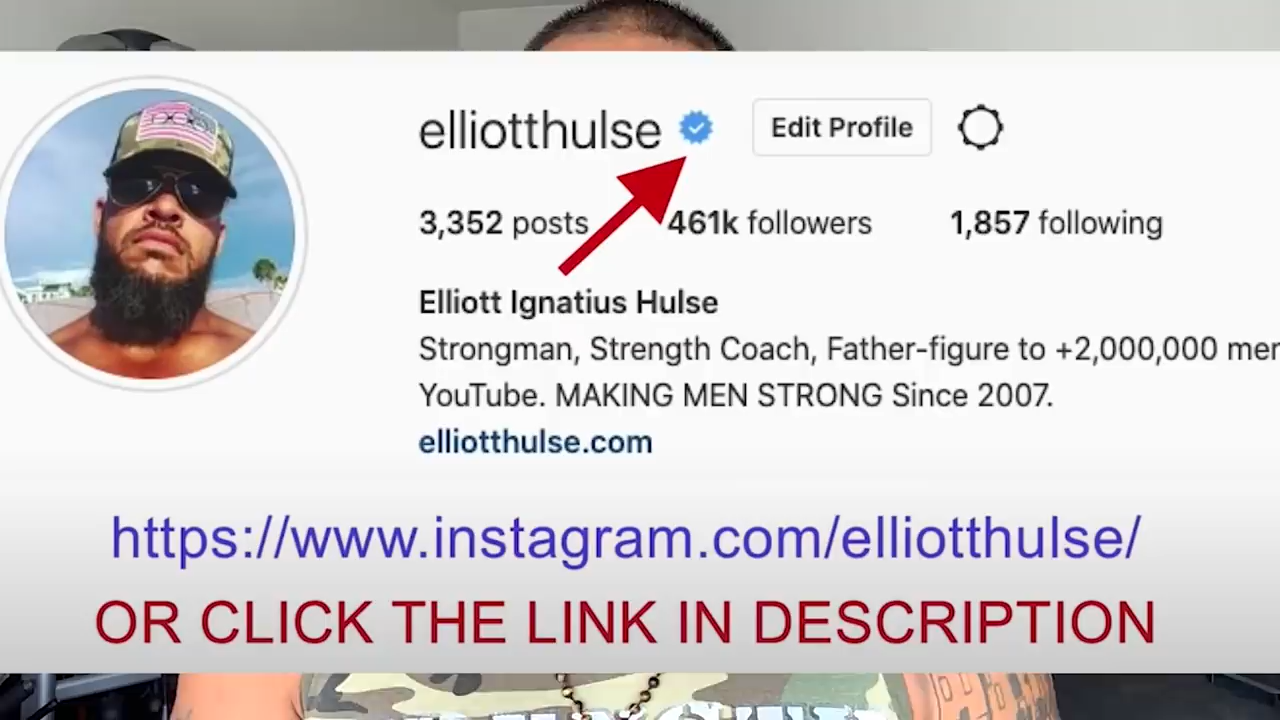 elliotthulse Edit Profile
3,352 posts 461k followers 1,857 following
Elliott Ignatius Hulse
Strongman, Strength Coach, Father-figure to +2,000,000
YouTube. MAKING MEN STRONG Since 2007.
elliotthulse.com
https://www.instagram.com/elliotthulse/
OR CLICK THE LINK IN DESCRIPTION